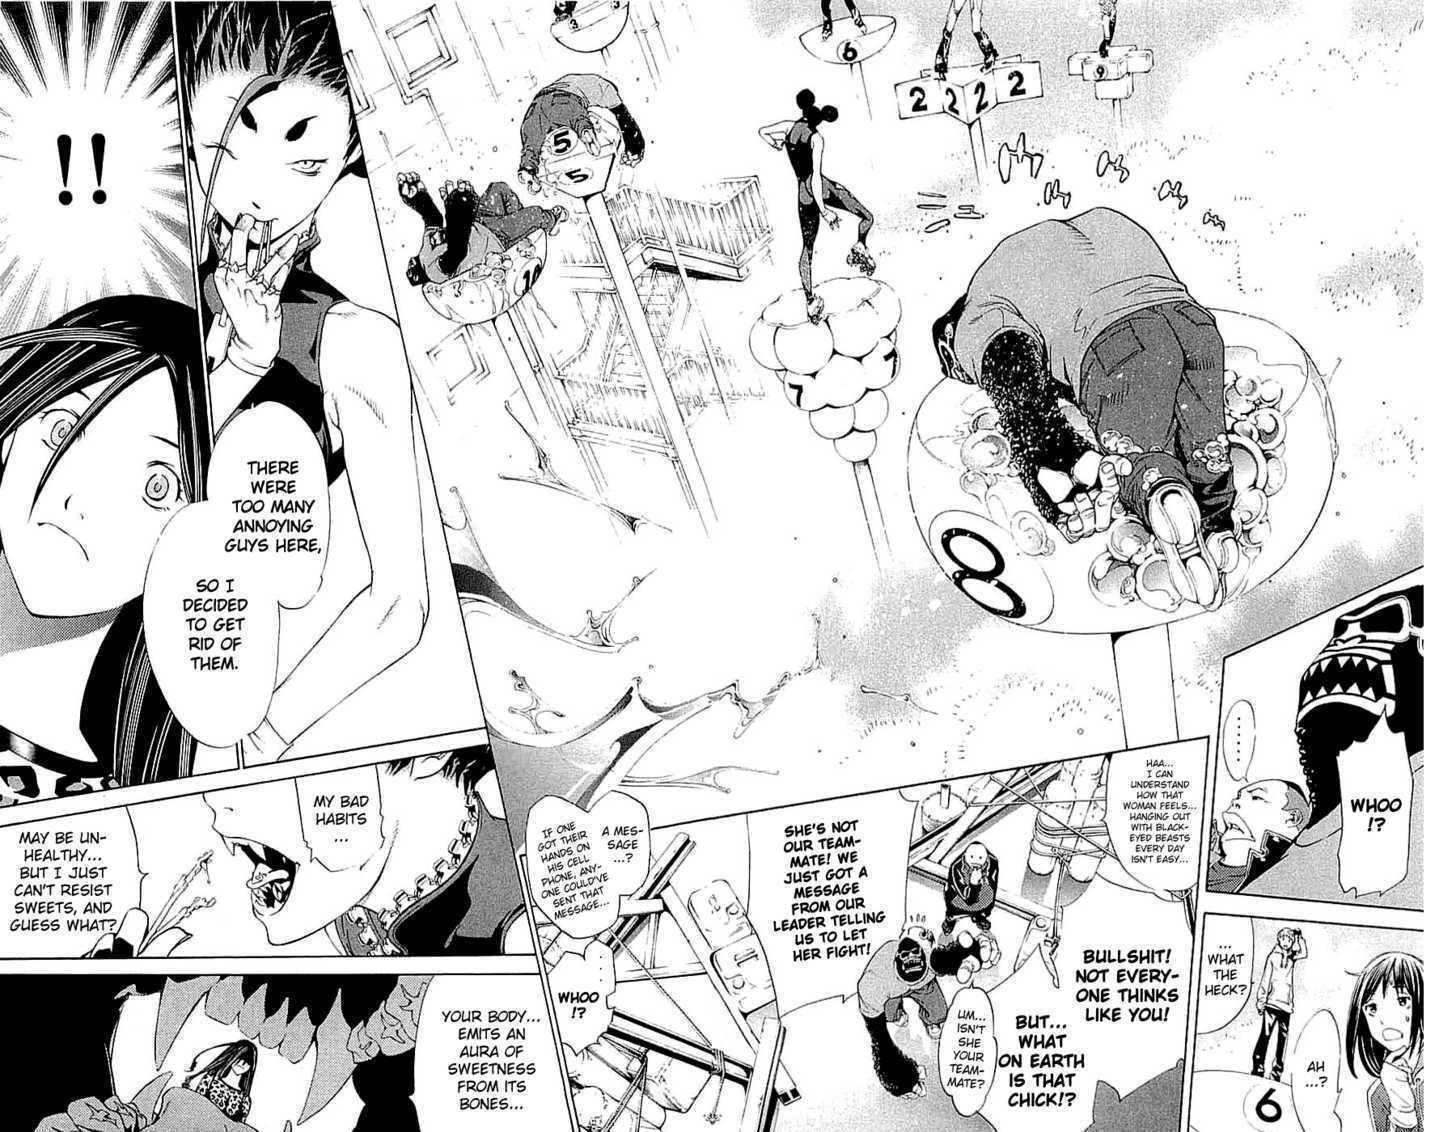 5
5
6
2
2
2
2
9
7
7
8
WHOO
!?
......
...
WHAT
THE
HECK?
AH
...?
6
HAA...
I CAN
UNDERSTAND
HOW THAT
WOMAN FEELS...
HANGING OUT
WITH BLACK-
EYED BEASTS
EVERY DAY
ISN'T EASY...
BULLSHIT!
NOT EVERY-
ONE THINKS
LIKE YOU!
BUT...
WHAT
ON EARTH
IS THAT
CHICK!?
UM...
ISN'T
SHE
YOUR
TEAM-
MATE?
SHE'S NOT
OUR TEAM-
MATE! WE
JUST GOT A
MESSAGE
FROM OUR
LEADER TELLING
US TO LET
HER FIGHT!
A MES-
SAGE
...?
IF ONE
GOT THEIR
HANDS ON
HIS CELL
PHONE, ANY-
ONE COULD'VE
SENT THAT
MESSAGE...
...
WHOO
!?
!!
THERE
WERE
TOO MANY
ANNOYING
GUYS HERE,
SO I
DECIDED
TO GET
RID OF
THEM.
MY BAD
HABITS
...
MAY BE UN-
HEALTHY...
BUT I JUST
CAN'T RESIST
SWEETS, AND
GUESS WHAT?
YOUR BODY...
EMITS AN
AURA OF
SWEETNESS
FROM ITS
BONES...